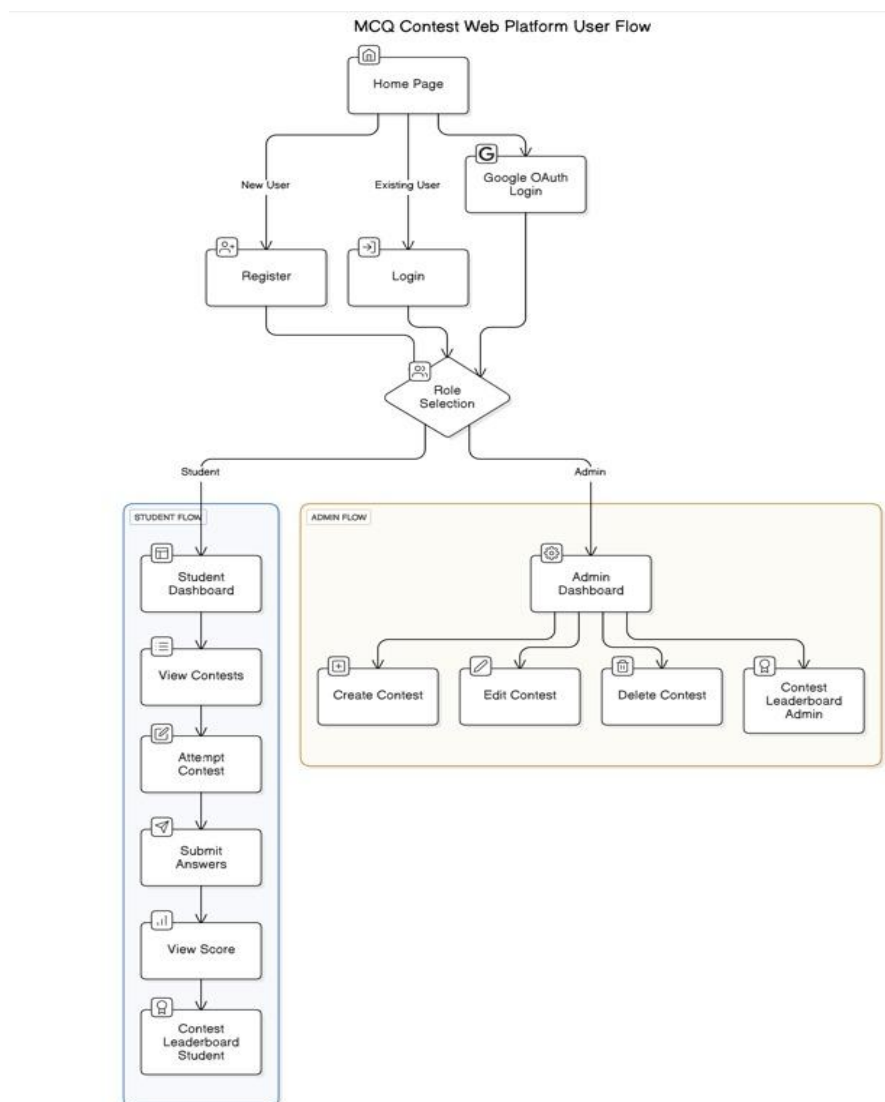 MCQ Contest Web Platform User Flow
Home Page
G
Google OAuth
Login
New User
Existing User
Register
Login
Role
Selection
Student
Admin
STUDENT FLOW
ADMIN FLOW
Student
Dashboard
Admin
Dashboard
View Contests
Create Contest
Edit Contest
Delete Contest
Contest
Leaderboard
Admin
Attempt
Contest
Submit
Answers
View Score
Contest
Leaderboard
Student